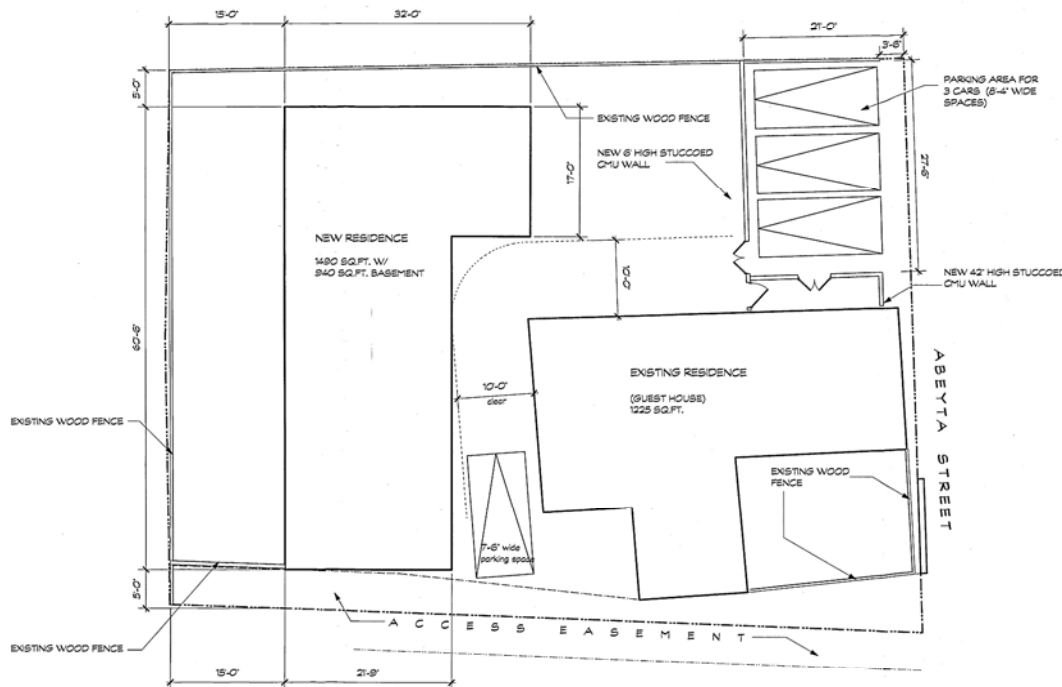 15'-0"
32'-0"
21'-0"
3'-6"
5'-0"
PARKING AREA FOR
3 CARS (8'-4" WIDE
SPACES)
EXISTING WOOD FENCE
NEW 6' HIGH STUCCOED
CMU WALL
17'-0"
27'-6"
NEW RESIDENCE
1490 SQ.FT. W/
940 SQ.FT. BASEMENT
10'-0"
NEW 42" HIGH STUCCOED
CMU WALL
60'-6"
EXISTING RESIDENCE
(GUEST HOUSE)
1225 SQ.FT.
10'-0"
clear
ABEYTA STREET
EXISTING WOOD FENCE
EXISTING WOOD
FENCE
7'-6" wide
parking space
5'-0"
ACCESS EASEMENT
EXISTING WOOD FENCE
15'-0"
21'-9"